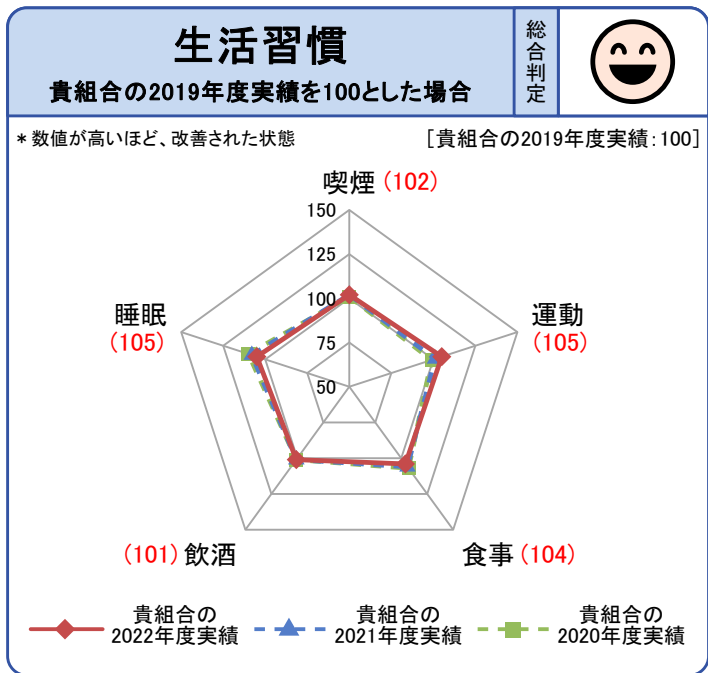 生活習慣
貴組合の2019年度実績を100とした場合
総合判定
＊数値が高いほど、改善された状態
［貴組合の2019年度実績：100］
喫煙 (102)
150
125
100
75
50
睡眠
(105)
運動
(105)
(101) 飲酒
食事 (104)
貴組合の
2022年度実績
貴組合の
2021年度実績
貴組合の
2020年度実績